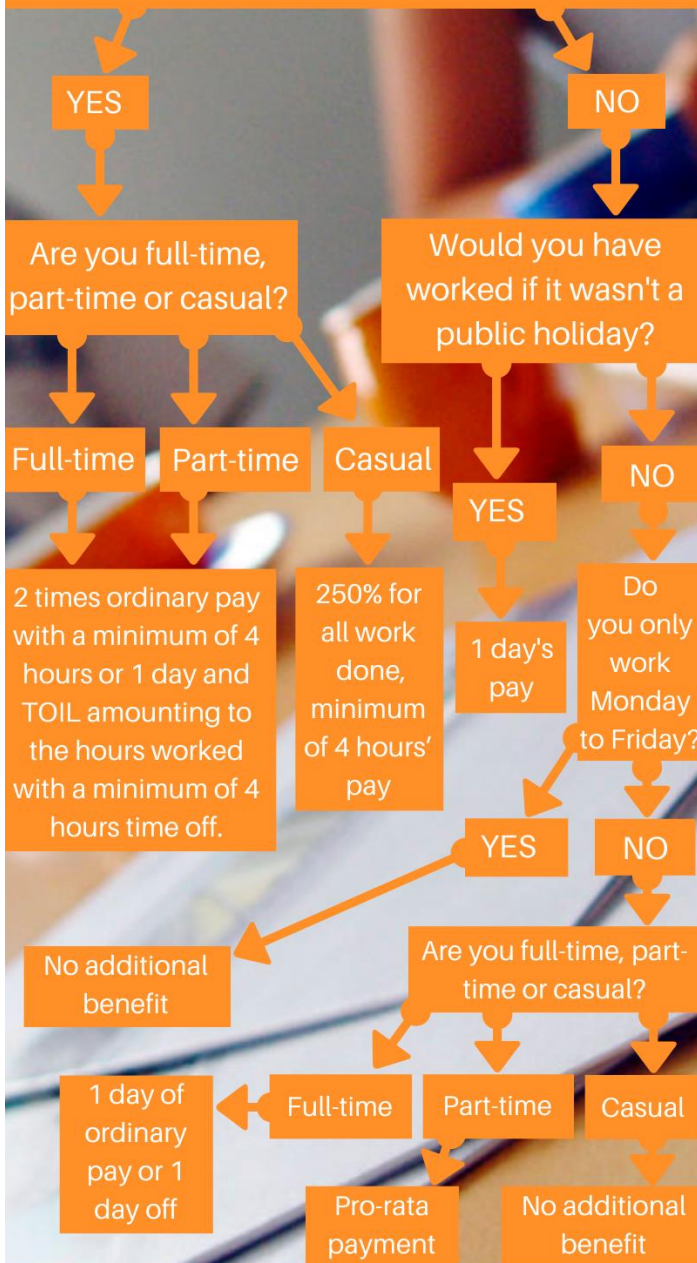 YES
NO
Are you full-time,
part-time or casual?
Would you have
worked if it wasn't a
public holiday?
Full-time
Part-time
Casual
YES
NO
2 times ordinary pay
with a minimum of 4
hours or 1 day and
TOIL amounting to
the hours worked
with a minimum of 4
hours time off.
250% for
all work
done,
minimum
of 4 hours’
pay
1 day's
pay
Do
you only
work
Monday
to Friday?
YES
NO
No additional
benefit
Are you full-time, part-
time or casual?
Full-time
Part-time
Casual
1 day of
ordinary
pay or 1
day off
Pro-rata
payment
No additional
benefit